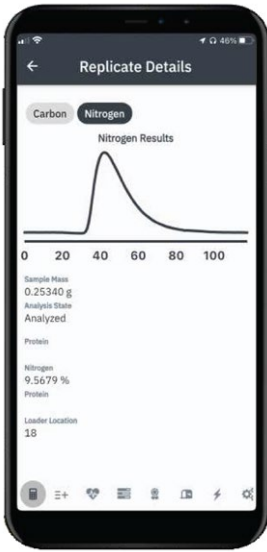 46%
Replicate Details
Carbon Nitrogen
Nitrogen Results
0 20 40 60 80 100
Sample Mass
0.25340 g
Analysis State
Analyzed
Protein
Nitrogen
9.5679 %
Protein
Loader Location
18